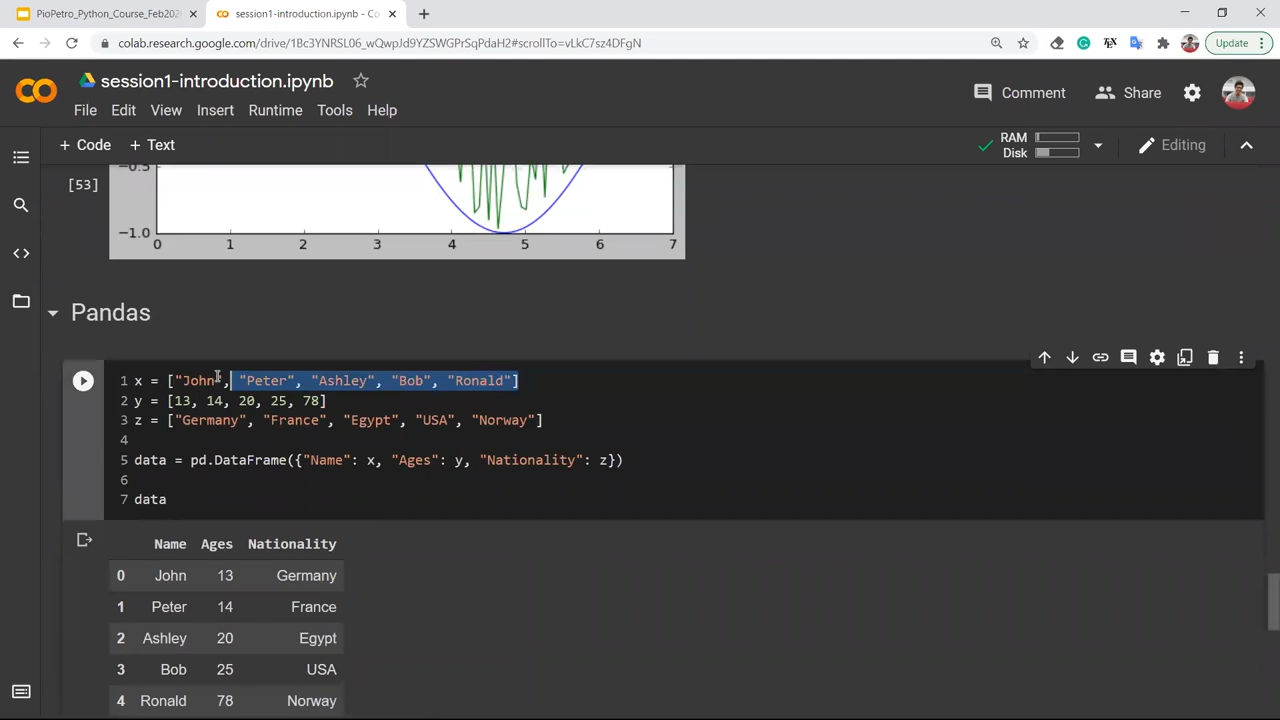 PioPetro_Python_Course_Feb202
session1-introduction.ipynb - Co
colab.research.google.com/drive/1Bc3YNRSL06_wQwpJd9YZSWGPrSqPdaH2#scrollTo=vLkC7sz4DFgN
Update
session1-introduction.ipynb
File Edit View Insert Runtime Tools Help
Comment
Share
+ Code + Text
RAM
Disk
Editing
[53]
−0.5
−1.0
0 1 2 3 4 5 6 7
Pandas
1 x = ["John", "Peter", "Ashley", "Bob", "Ronald"]
2 y = [13, 14, 20, 25, 78]
3 z = ["Germany", "France", "Egypt", "USA", "Norway"]
4
5 data = pd.DataFrame({"Name": x, "Ages": y, "Nationality": z})
6
7 data
Name Ages Nationality
0 John 13 Germany
1 Peter 14 France
2 Ashley 20 Egypt
3 Bob 25 USA
4 Ronald 78 Norway